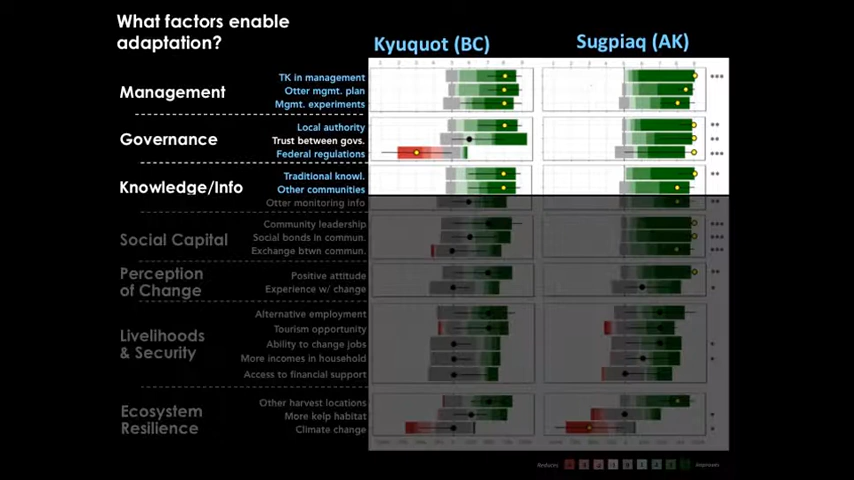 What factors enable
adaptation?
Kyuquot (BC)
Sugpiaq (AK)
Management
TK in management
***
Otter mgmt. plan
**
Mgmt. experiments
Governance
Local authority
**
Trust between govs.
**
Federal regulations
***
Knowledge/Info
Traditional knowl.
**
Other communities
Otter monitoring info
Social Capital
Community leadership
***
Social bonds in commun.
***
Exchange btwn commun.
***
Perception
of Change
Positive attitude
**
Experience w/ change
*
Livelihoods
& Security
Alternative employment
Tourism opportunity
Ability to change jobs
*
More incomes in household
*
Access to financial support
Ecosystem
Resilience
Other harvest locations
More kelp habitat
*
Climate change
*
Reduces
Improves